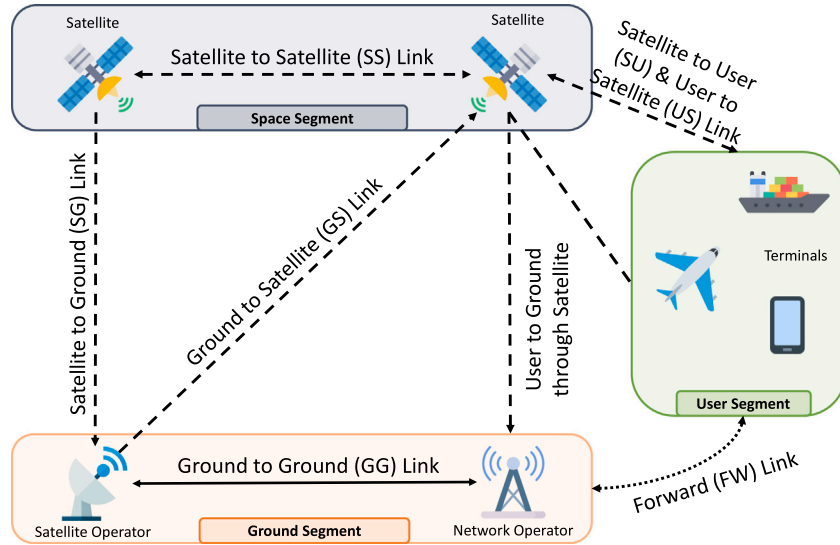 Satellite
Satellite
Satellite to Satellite (SS) Link
Space Segment
Satellite to User
(SU) & User to
Satellite (US) Link
Satellite to Ground (SG) Link
Ground to Satellite (GS) Link
User to Ground
through Satellite
Terminals
User Segment
Ground to Ground (GG) Link
Forward (FW) Link
Satellite Operator
Ground Segment
Network Operator